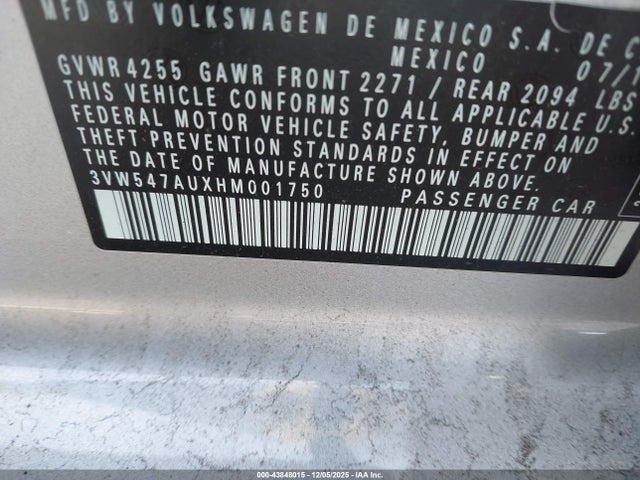 MFD BY VOLKSWAGEN DE MEXICO S.A. DE C
MEXICO 07/1
GVWR 4255 GAWR FRONT 2271 / REAR 2094 LBS
THIS VEHICLE CONFORMS TO ALL APPLICABLE U.S.
FEDERAL MOTOR VEHICLE SAFETY, BUMPER AND
THEFT PREVENTION STANDARDS IN EFFECT ON
THE DATE OF MANUFACTURE SHOWN ABOVE.
3VW547AUXHM001750 PASSENGER CAR
000-43848015 - 12/05/2025 - IAA Inc.